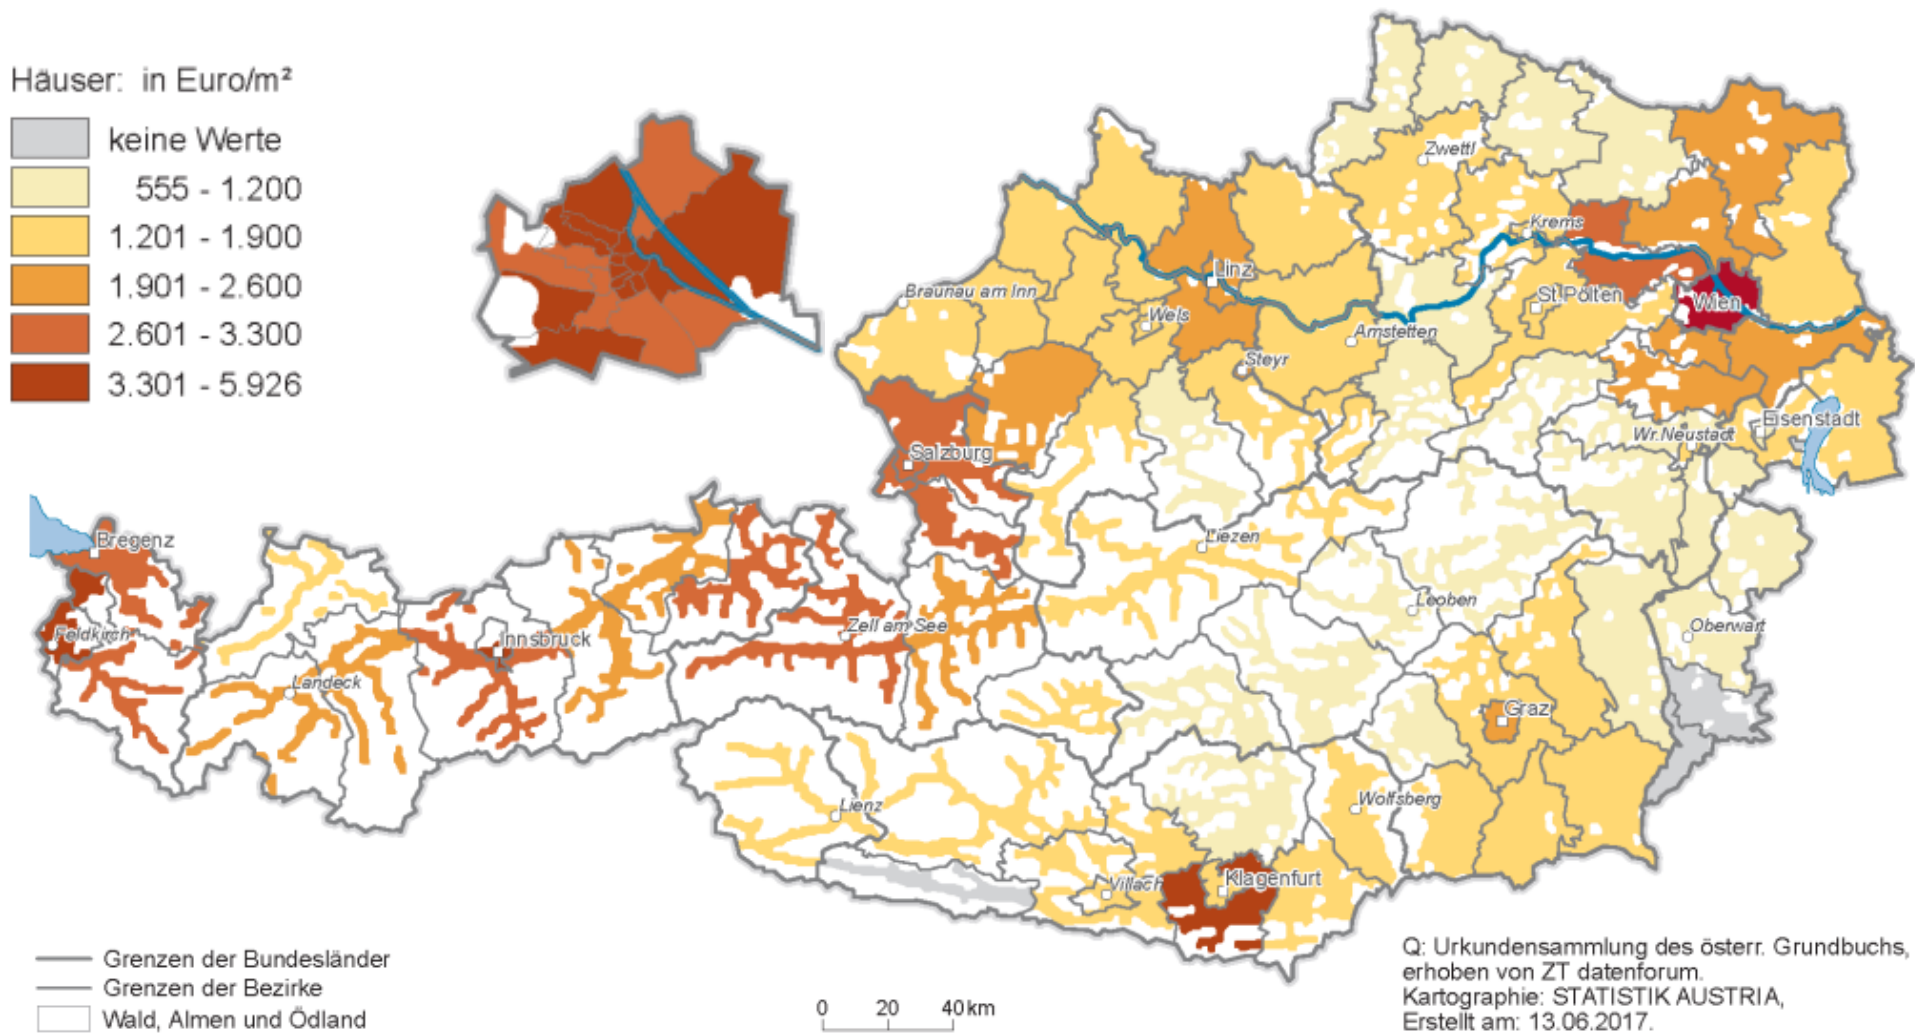 Häuser: in Euro/m²
keine Werte
555 - 1.200
1.201 - 1.900
1.901 - 2.600
2.601 - 3.300
3.301 - 5.926
Zwettl
Krems
Linz
Braunau am Inn
St.Pölten
Wien
Wels
Amstetten
Steyr
Eisenstadt
Wr.Neustadt
Salzburg
Bregenz
Liezen
Leoben
Feldkirch
Innsbruck
Zell am See
Oberwart
Landeck
Graz
Lienz
Wolfsberg
Villach
Klagenfurt
Grenzen der Bundesländer
Grenzen der Bezirke
Wald, Almen und Ödland
0 20 40 km
Q: Urkundensammlung des österr. Grundbuchs,
erhoben von ZT datenforum.
Kartographie: STATISTIK AUSTRIA,
Erstellt am: 13.06.2017.